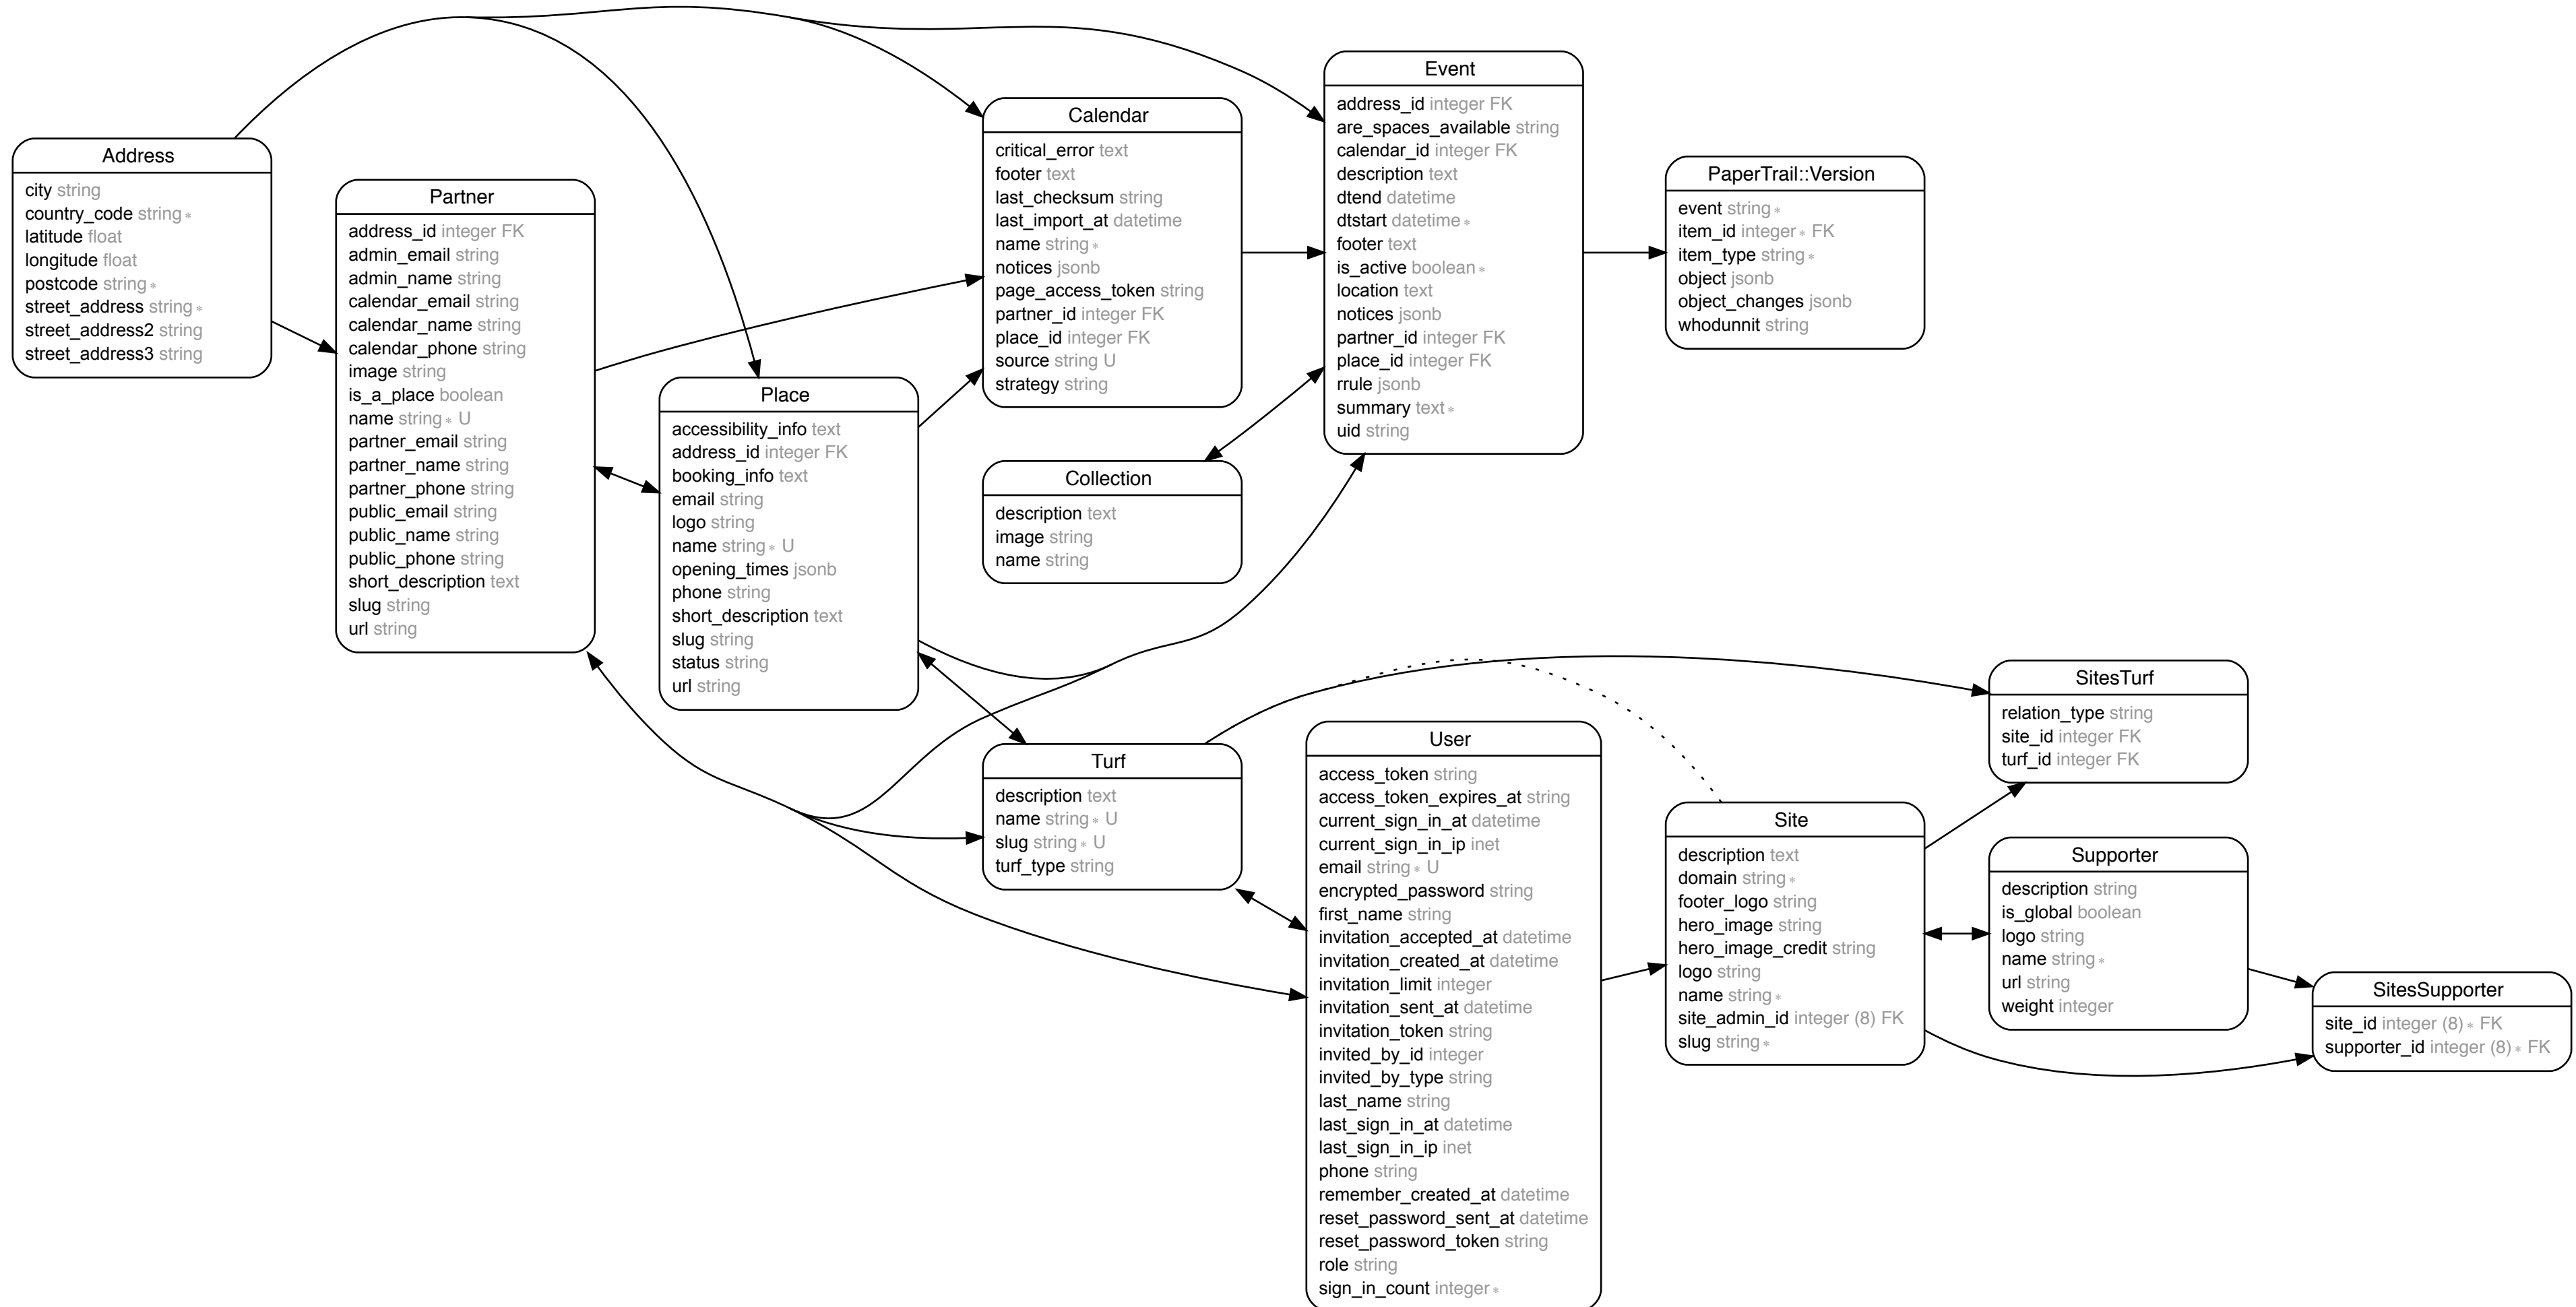 Address
city string
country_code string ∗
latitude float
longitude float
postcode string ∗
street_address string ∗
street_address2 string
street_address3 string
Partner
address_id integer FK
admin_email string
admin_name string
calendar_email string
calendar_name string
calendar_phone string
image string
is_a_place boolean
name string ∗ U
partner_email string
partner_name string
partner_phone string
public_email string
public_name string
public_phone string
short_description text
slug string
url string
Place
accessibility_info text
address_id integer FK
booking_info text
email string
logo string
name string ∗ U
opening_times jsonb
phone string
short_description text
slug string
status string
url string
Calendar
critical_error text
footer text
last_checksum string
last_import_at datetime
name string ∗
notices jsonb
page_access_token string
partner_id integer FK
place_id integer FK
source string U
strategy string
Collection
description text
image string
name string
Turf
description text
name string ∗ U
slug string ∗ U
turf_type string
Event
address_id integer FK
are_spaces_available string
calendar_id integer FK
description text
dtend datetime
dtstart datetime ∗
footer text
is_active boolean ∗
location text
notices jsonb
partner_id integer FK
place_id integer FK
rrule jsonb
summary text ∗
uid string
User
access_token string
access_token_expires_at string
current_sign_in_at datetime
current_sign_in_ip inet
email string ∗ U
encrypted_password string
first_name string
invitation_accepted_at datetime
invitation_created_at datetime
invitation_limit integer
invitation_sent_at datetime
invitation_token string
invited_by_id integer
invited_by_type string
last_name string
last_sign_in_at datetime
last_sign_in_ip inet
phone string
remember_created_at datetime
reset_password_sent_at datetime
reset_password_token string
role string
sign_in_count integer ∗
PaperTrail::Version
event string ∗
item_id integer ∗ FK
item_type string ∗
object jsonb
object_changes jsonb
whodunnit string
Site
description text
domain string ∗
footer_logo string
hero_image string
hero_image_credit string
logo string
name string ∗
site_admin_id integer (8) FK
slug string ∗
SitesTurf
relation_type string
site_id integer FK
turf_id integer FK
Supporter
description string
is_global boolean
logo string
name string ∗
url string
weight integer
SitesSupporter
site_id integer (8) ∗ FK
supporter_id integer (8) ∗ FK